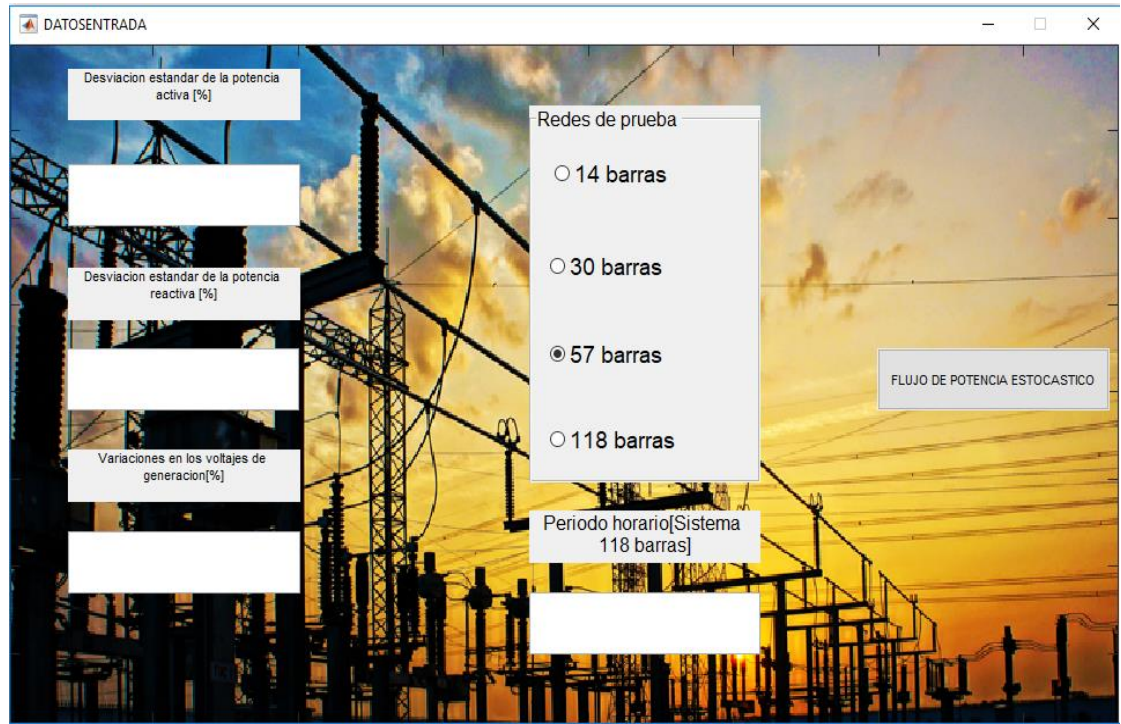 DATOSENTRADA
Desviacion estandar de la potencia
activa [%]
Desviacion estandar de la potencia
reactiva [%]
Variaciones en los voltajes de
generacion[%]
Redes de prueba
14 barras
30 barras
57 barras
118 barras
Periodo horario[Sistema
118 barras]
FLUJO DE POTENCIA ESTOCASTICO